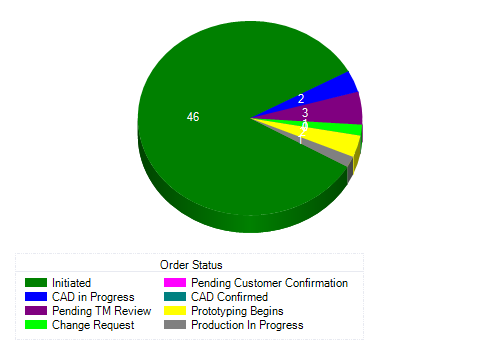 2
3
46
1
Order Status
Initiated
Pending Customer Confirmation
CAD in Progress
CAD Confirmed
Pending TM Review
Prototyping Begins
Change Request
Production In Progress